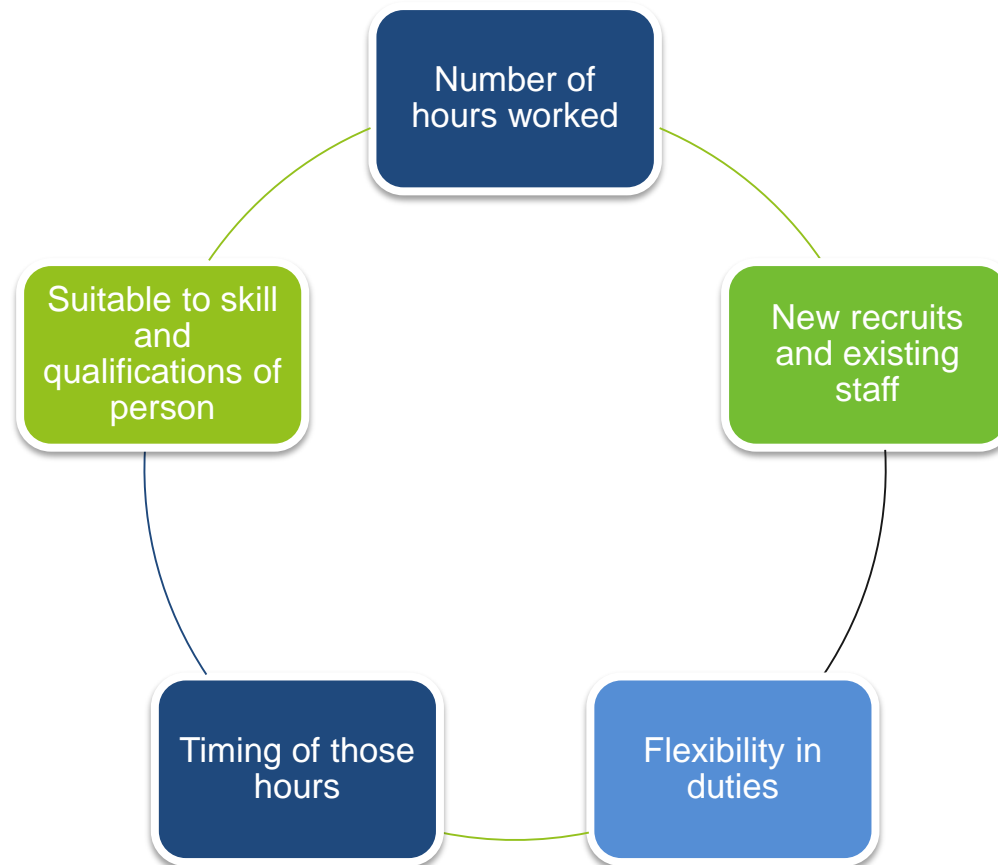 Number of
hours worked
New recruits
and existing
staff
Flexibility in
duties
Timing of those
hours
Suitable to skill
and
qualifications of
person